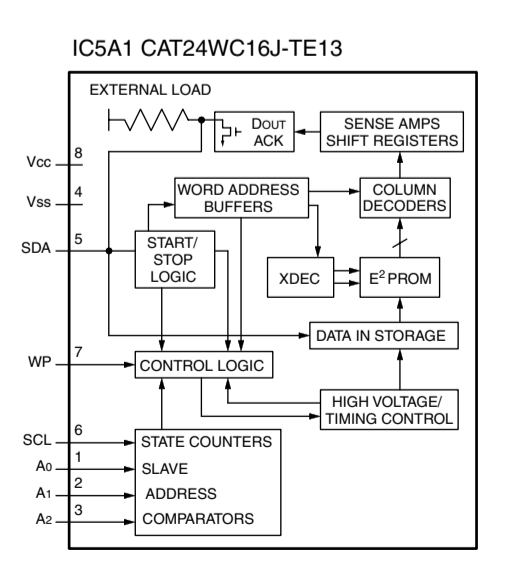 IC5A1 CAT24WC16J-TE13
EXTERNAL LOAD
DOUT
ACK
SENSE AMPS
SHIFT REGISTERS
Vcc 8
Vss 4
WORD ADDRESS
BUFFERS
COLUMN
DECODERS
SDA 5
START/
STOP
LOGIC
XDEC
E2PROM
DATA IN STORAGE
WP 7
CONTROL LOGIC
HIGH VOLTAGE/
TIMING CONTROL
SCL 6
STATE COUNTERS
A0 1
SLAVE
A1 2
ADDRESS
A2 3
COMPARATORS